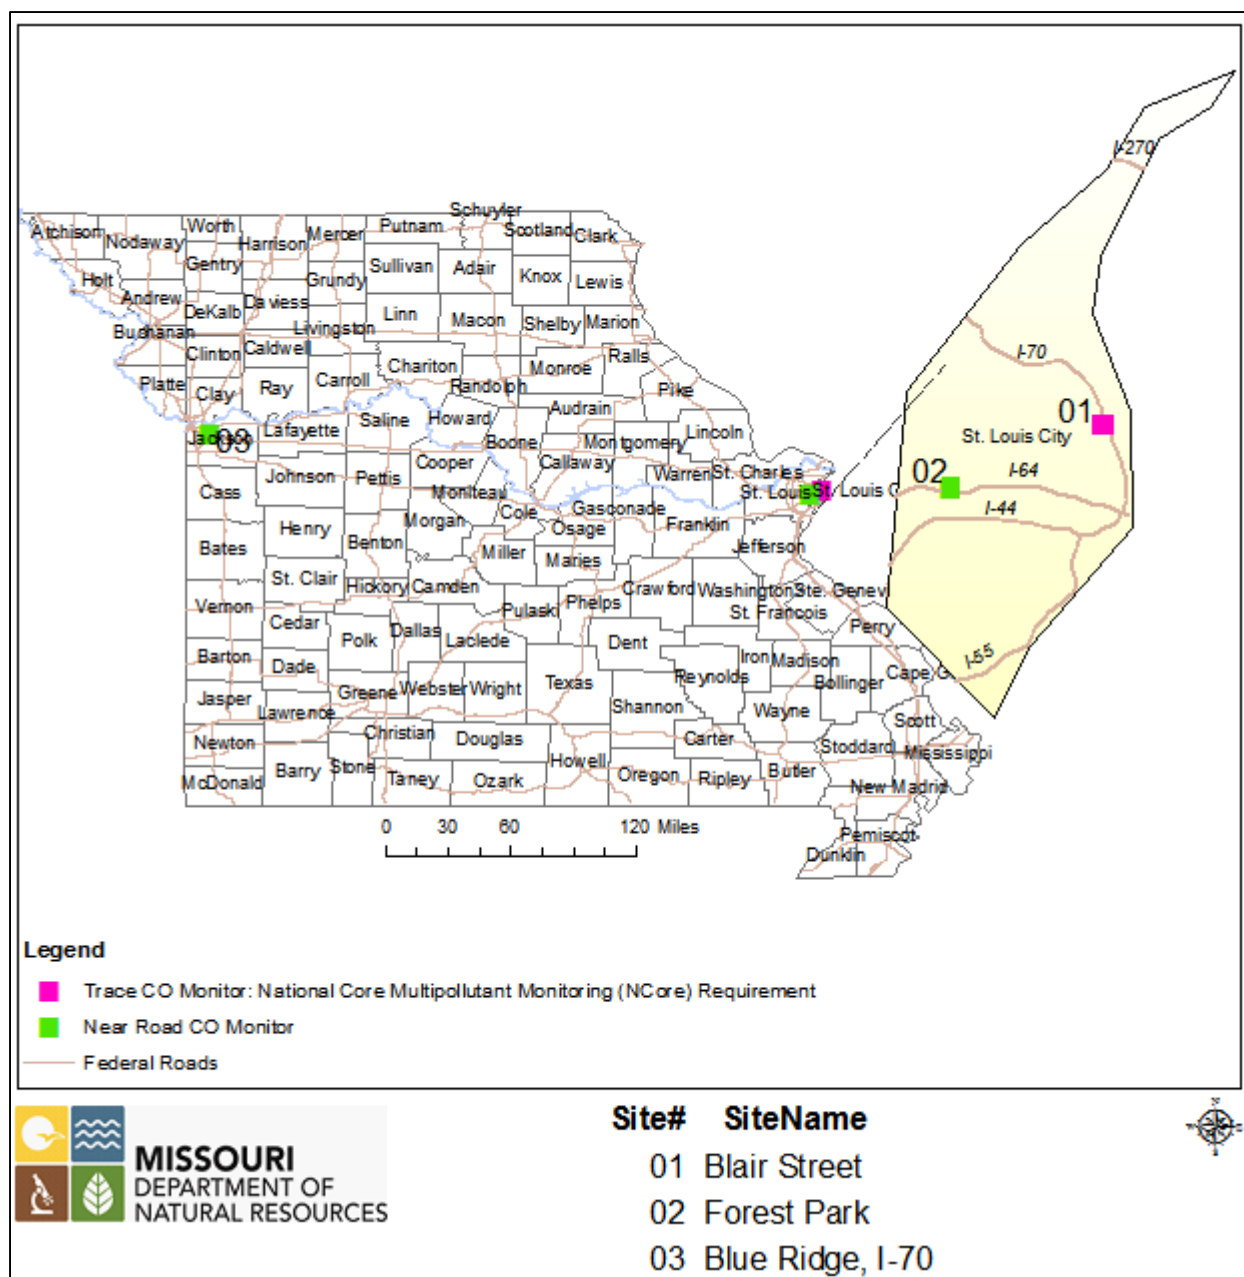 I-270
Schuyler
Atchison
Nodaway
Worth
Harrison
Mercer
Putnam
Scotland
Clark
Gentry
Sullivan
Adair
Knox
Lewis
Holt
Grundy
Andrew
DeKalb
Daviess
Linn
Macon
Shelby
Marion
Buchanan
Livingston
Clinton
Caldwell
Chariton
Monroe
Ralls
I-70
Platte
Clay
Ray
Carroll
Randolph
Pike
Saline
Howard
Audrain
01
Jackson
03
Lafayette
Boone
Montgomery
Lincoln
St. Louis City
Cooper
Callaway
02
I-64
Cass
Johnson
Pettis
Moniteau
Warren
St. Charles
St. Louis
St. Louis C
Morgan
Cole
Gasconade
I-44
Henry
Osage
Franklin
Bates
Benton
Miller
Maries
Jefferson
St. Clair
Hickory
Camden
Crawford
Washington
Ste. Genev
Vernon
Pulaski
Phelps
St. Francois
Cedar
Polk
Dallas
Laclede
Dent
Perry
Barton
Dade
Iron
Madison
I-55
Jasper
Greene
Webster
Wright
Texas
Reynolds
Bollinger
Cape G
Lawrence
Shannon
Wayne
Scott
Newton
Christian
Douglas
Carter
Stoddard
Mississippi
McDonald
Barry
Stone
Taney
Ozark
Howell
Oregon
Ripley
Butler
New Madrid
0 30 60 120 Miles
Pemiscot
Dunklin
Legend
Trace CO Monitor: National Core Multipollutant Monitoring (NCore) Requirement
Near Road CO Monitor
Federal Roads
MISSOURI
DEPARTMENT OF
NATURAL RESOURCES
Site# SiteName
01 Blair Street
02 Forest Park
03 Blue Ridge, I-70